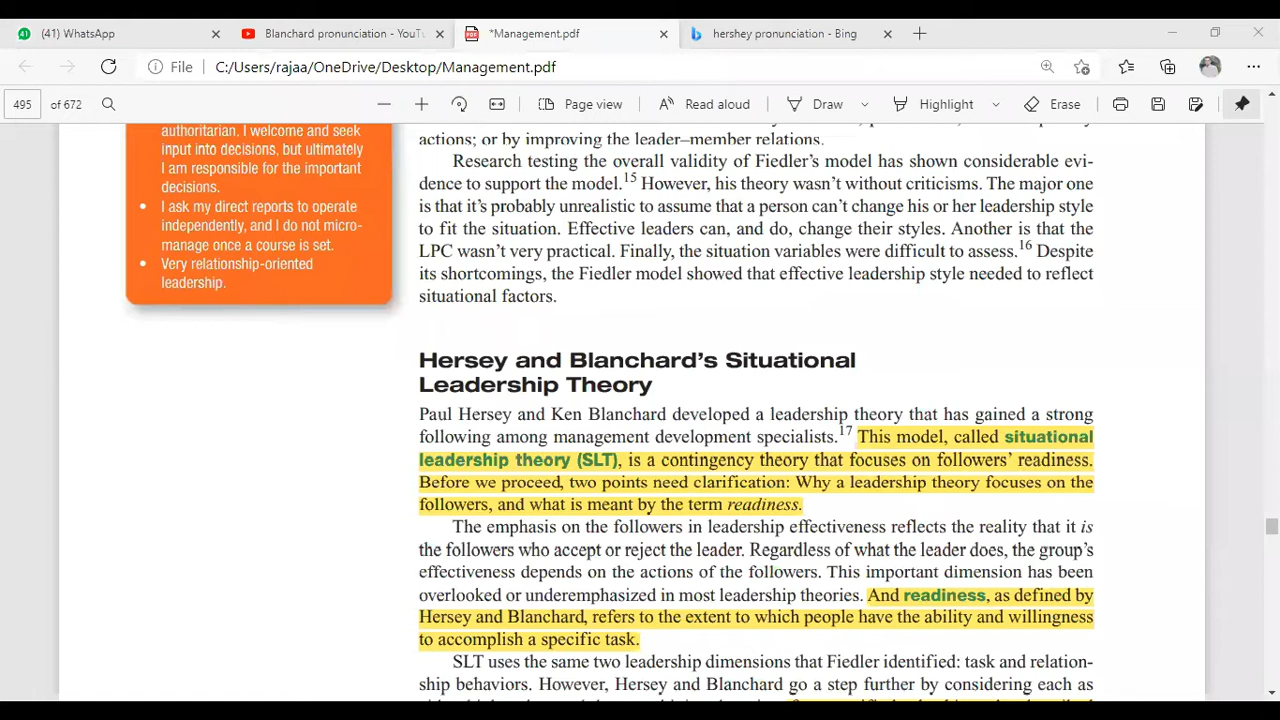 (41) WhatsApp
Blanchard pronunciation - YouTu
*Management.pdf
hershey pronunciation - Bing
File
C:/Users/rajaa/OneDrive/Desktop/Management.pdf
495 of 672
Page view
Read aloud
Draw
Highlight
Erase
authoritarian. I welcome and seek
input into decisions, but ultimately
I am responsible for the important
decisions.
• I ask my direct reports to operate
independently, and I do not micro-
manage once a course is set.
• Very relationship-oriented
leadership.
actions; or by improving the leader–member relations.
Research testing the overall validity of Fiedler's model has shown considerable evi-
dence to support the model.15 However, his theory wasn't without criticisms. The major one
is that it's probably unrealistic to assume that a person can't change his or her leadership style
to fit the situation. Effective leaders can, and do, change their styles. Another is that the
LPC wasn't very practical. Finally, the situation variables were difficult to assess.16 Despite
its shortcomings, the Fiedler model showed that effective leadership style needed to reflect
situational factors.
Hersey and Blanchard's Situational
Leadership Theory
Paul Hersey and Ken Blanchard developed a leadership theory that has gained a strong
following among management development specialists.17 This model, called situational
leadership theory (SLT), is a contingency theory that focuses on followers' readiness.
Before we proceed, two points need clarification: Why a leadership theory focuses on the
followers, and what is meant by the term readiness.
The emphasis on the followers in leadership effectiveness reflects the reality that it is
the followers who accept or reject the leader. Regardless of what the leader does, the group's
effectiveness depends on the actions of the followers. This important dimension has been
overlooked or underemphasized in most leadership theories. And readiness, as defined by
Hersey and Blanchard, refers to the extent to which people have the ability and willingness
to accomplish a specific task.
SLT uses the same two leadership dimensions that Fiedler identified: task and relation-
ship behaviors. However, Hersey and Blanchard go a step further by considering each as